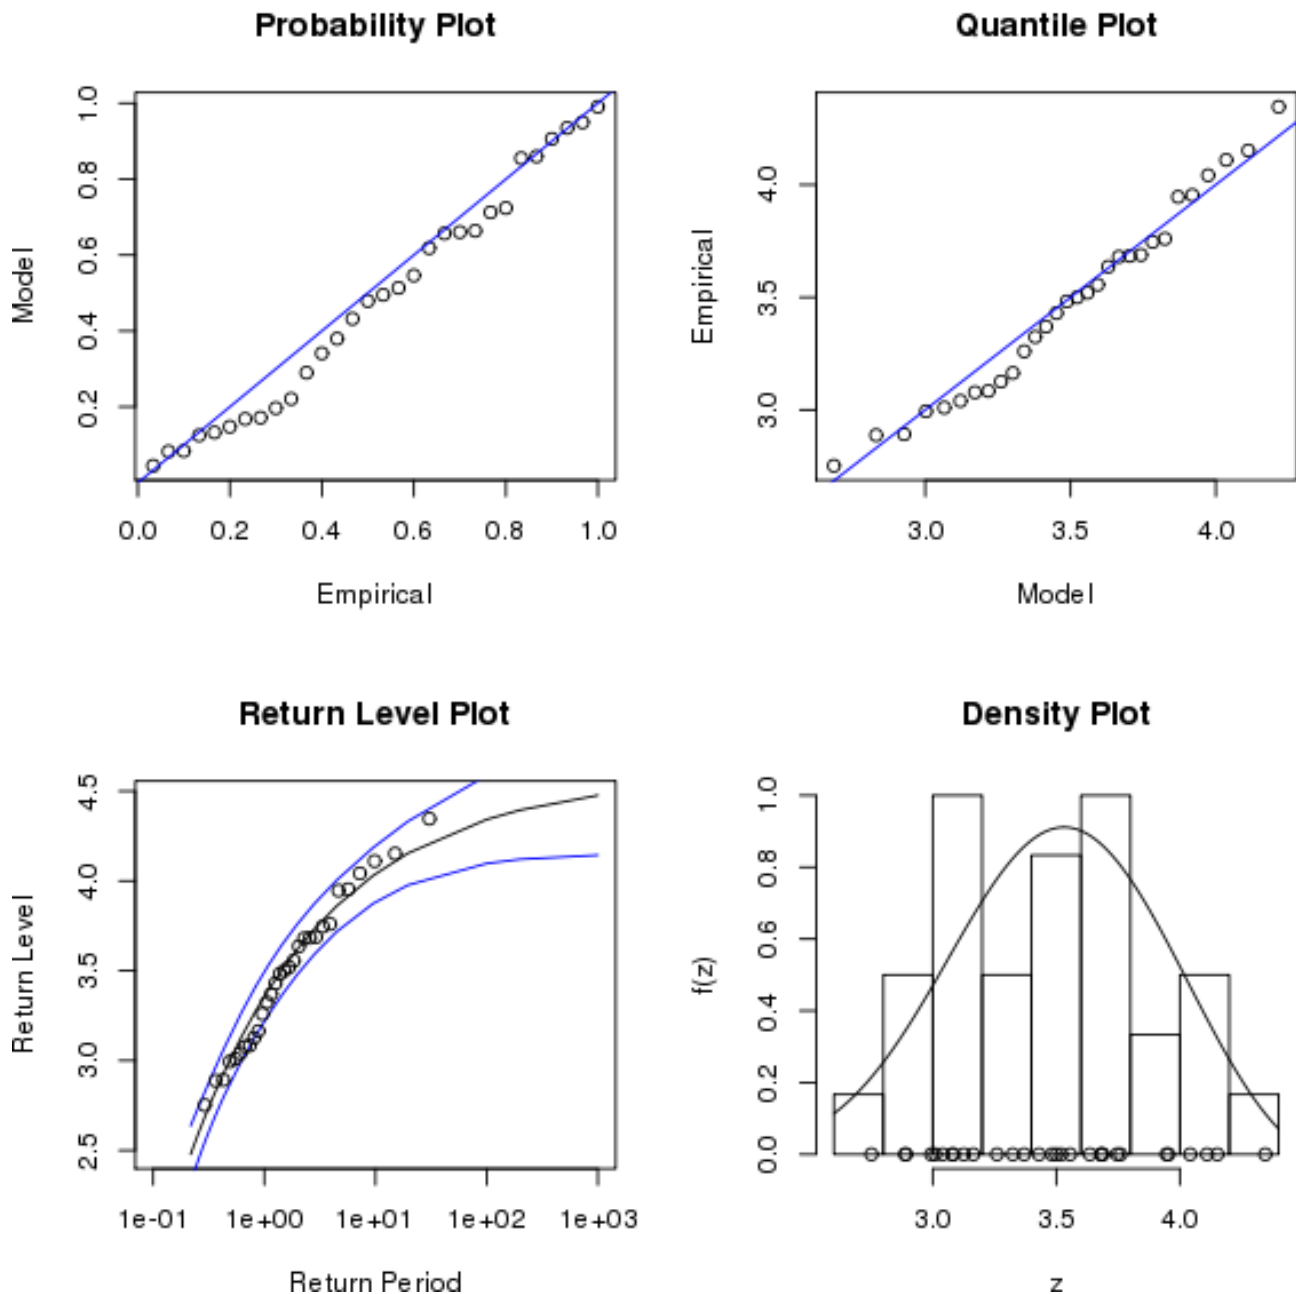 Probability Plot
Model
1.0
0.8
0.6
0.4
0.2
0.0 0.2 0.4 0.6 0.8 1.0
Empirical
Quantile Plot
Empirical
4.0
3.5
3.0
3.0 3.5 4.0
Model
Return Level Plot
Return Level
4.5
4.0
3.5
3.0
2.5
1e-01 1e+00 1e+01 1e+02 1e+03
Return Period
Density Plot
f(z)
1.0
0.8
0.6
0.4
0.2
0.0
3.0 3.5 4.0
z